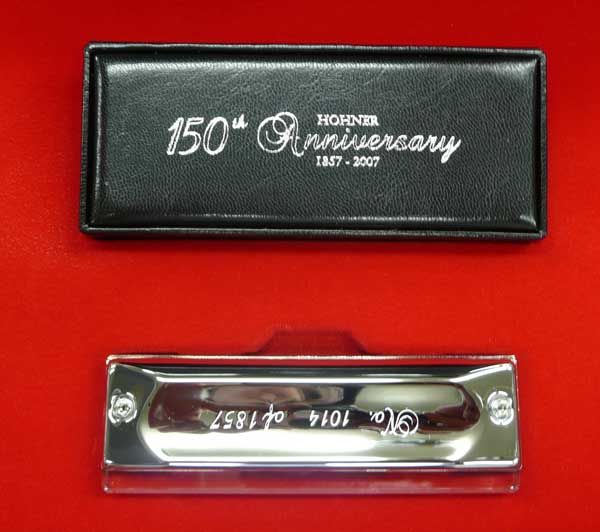 HOHNER
150th Anniversary
1857 - 2007
No. 1014 of 1857